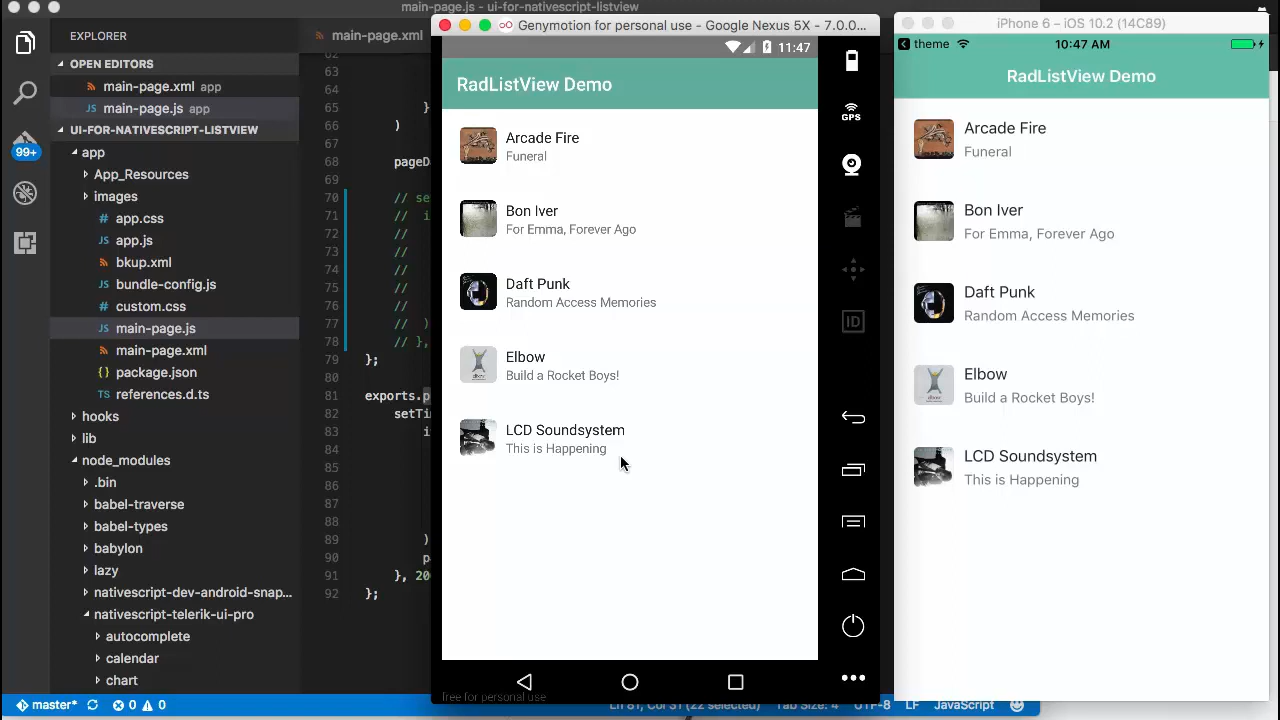 main-page.js - ui-for-nativescript-listview
EXPLORER
OPEN EDITORS
main-page.xml app
main-page.js app
UI-FOR-NATIVESCRIPT-LISTVIEW
99+
app
App_Resources
images
app.css
app.js
bkup.xml
bunde-config.js
#
main-page.js
main-page.xml
package.json
references.d.ts
hooks
lib
node_modules
.bin
babel-traverse
babel-types
babylon
lazy
nativescript-dev-android-snap...
nativescript-telerik-ui-pro
autocomplete
calendar
chart
main-page.xml
62
63
64
65 }
66 )
67
68 pageDa
69
70 // se
71 // i
72 //
73 //
74 //
75 //
76 //
77 // )
78 // },
79 };
80
81 exports.p
82 setTi
83 i
84
85
86
87
88
89 )
90 p
91 }, 20
92 };
master
0 0
Ln 81, Col 31 (22 selected) Tab Size: 4 UTF-8 LF JavaScript
Genymotion for personal use - Google Nexus 5X - 7.0.0...
11:47
RadListView Demo
Arcade Fire
Funeral
Bon Iver
For Emma, Forever Ago
Daft Punk
Random Access Memories
Elbow
Build a Rocket Boys!
LCD Soundsystem
This is Happening
free for personal use
GPS
ID
iPhone 6 – iOS 10.2 (14C89)
theme 10:47 AM
RadListView Demo
Arcade Fire
Funeral
Bon Iver
For Emma, Forever Ago
Daft Punk
Random Access Memories
Elbow
Build a Rocket Boys!
LCD Soundsystem
This is Happening